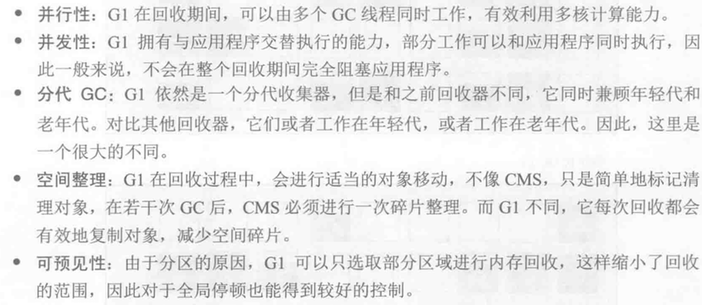 • 并行性：G1 在回收期间，可以由多个 GC 线程同时工作，有效利用多核计算能力。
• 并发性：G1 拥有与应用程序交替执行的能力，部分工作可以和应用程序同时执行，因
此一般来说，不会在整个回收期间完全阻塞应用程序。
• 分代 GC：G1 依然是一个分代收集器，但是和之前回收器不同，它同时兼顾年轻代和
老年代。对比其他回收器，它们或者工作在年轻代，或者工作在老年代。因此，这里是
一个很大的不同。
• 空间整理：G1 在回收过程中，会进行适当的对象移动，不像 CMS，只是简单地标记清
理对象，在若干次 GC 后，CMS 必须进行一次碎片整理。而 G1 不同，它每次回收都会
有效地复制对象，减少空间碎片。
• 可预见性：由于分区的原因，G1 可以只选取部分区域进行内存回收，这样缩小了回收
的范围，因此对于全局停顿也能得到较好的控制。